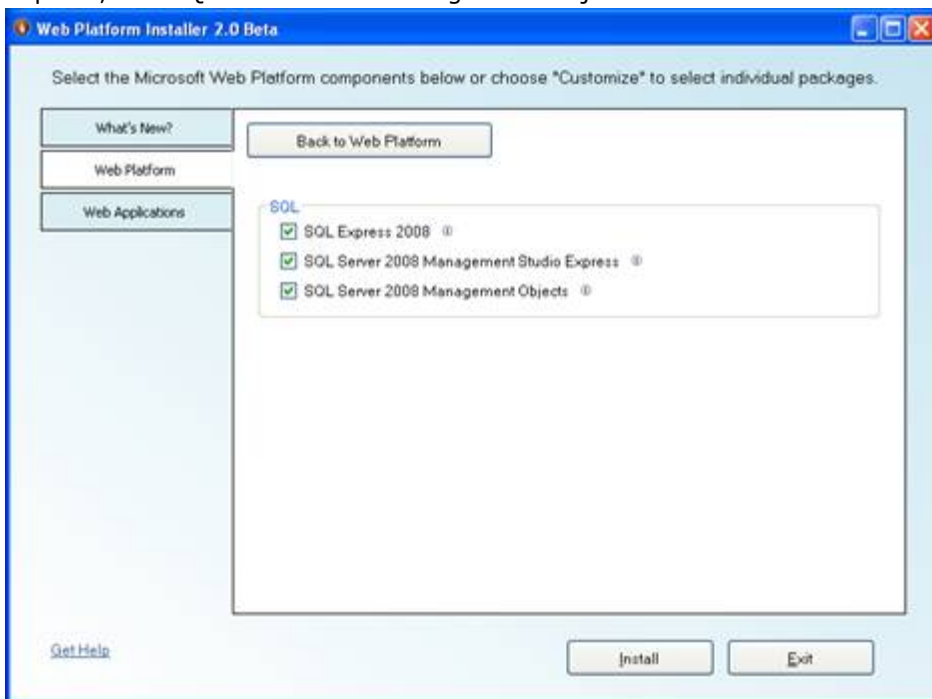 Web Platform Installer 2.0 Beta
Select the Microsoft Web Platform components below or choose "Customize" to select individual packages.
What's New?
Web Platform
Web Applications
Back to Web Platform
SQL
SQL Express 2008
SQL Server 2008 Management Studio Express
SQL Server 2008 Management Objects
Get Help
Install
Exit